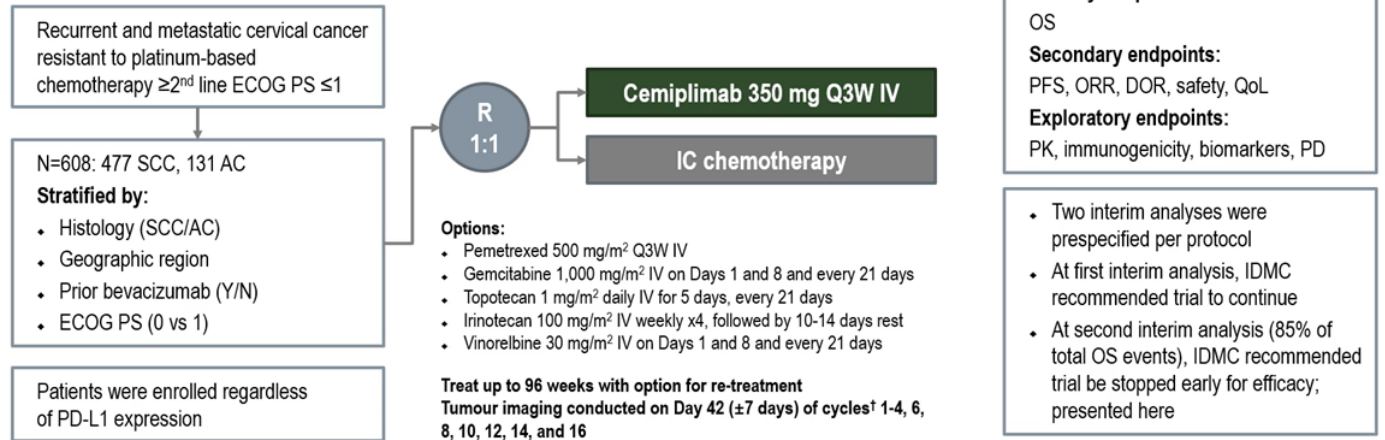 Recurrent and metastatic cervical cancer
resistant to platinum-based
chemotherapy ≥2nd line ECOG PS ≤1
N=608: 477 SCC, 131 AC
Stratified by:
Histology (SCC/AC)
Geographic region
Prior bevacizumab (Y/N)
ECOG PS (0 vs 1)
Patients were enrolled regardless
of PD-L1 expression
R
1:1
Cemiplimab 350 mg Q3W IV
IC chemotherapy
Options:
Pemetrexed 500 mg/m² Q3W IV
Gemcitabine 1,000 mg/m² IV on Days 1 and 8 and every 21 days
Topotecan 1 mg/m² daily IV for 5 days, every 21 days
Irinotecan 100 mg/m² IV weekly x4, followed by 10-14 days rest
Vinorelbine 30 mg/m² IV on Days 1 and 8 and every 21 days
Treat up to 96 weeks with option for re-treatment
Tumour imaging conducted on Day 42 (±7 days) of cycles† 1-4, 6,
8, 10, 12, 14, and 16
OS
Secondary endpoints:
PFS, ORR, DOR, safety, QoL
Exploratory endpoints:
PK, immunogenicity, biomarkers, PD
Two interim analyses were
prespecified per protocol
At first interim analysis, IDMC
recommended trial to continue
At second interim analysis (85% of
total OS events), IDMC recommended
trial be stopped early for efficacy;
presented here